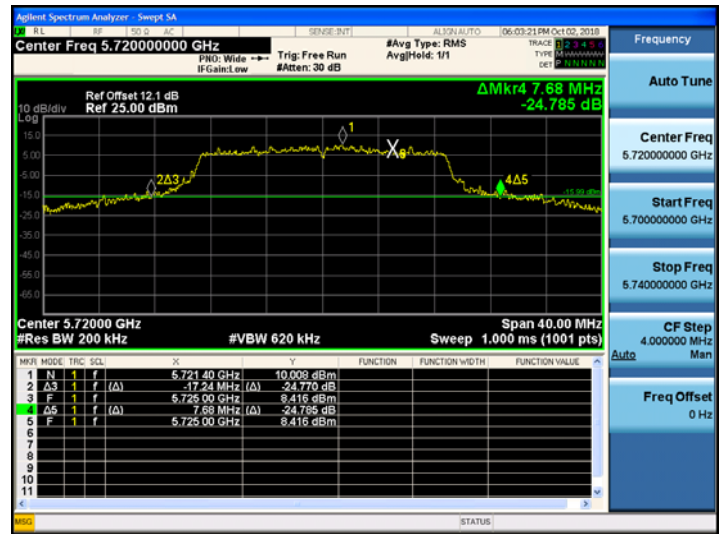 Agilent Spectrum Analyzer - Swept SA
RL RF 50 Ω AC SENSE:INT ALIGN AUTO 06:03:21 PM Oct 02, 2018
Center Freq 5.720000000 GHz #Avg Type: RMS TRACE 1 2 3 4 5 6
PNO: Wide Trig: Free Run Avg|Hold: 1/1 TYPE M
IFGain:Low #Atten: 30 dB DET P N N N N N
Ref Offset 12.1 dB ΔMkr4 7.68 MHz
10 dB/div Ref 25.00 dBm -24.785 dB
Log
15.0
5.00
-5.00
-15.0
-25.0
-35.0
-45.0
-55.0
-65.0
1
2Δ3
4Δ5
-15.99 dBm
Center 5.72000 GHz Span 40.00 MHz
#Res BW 200 kHz #VBW 620 kHz Sweep 1.000 ms (1001 pts)
MKR MODE TRC SCL X Y FUNCTION FUNCTION WIDTH FUNCTION VALUE
1 N 1 f 5.721 40 GHz 10.008 dBm
2 Δ3 1 f (Δ) -17.24 MHz (Δ) -24.770 dB
3 F 1 f 5.725 00 GHz 8.416 dBm
4 Δ5 1 f (Δ) 7.68 MHz (Δ) -24.785 dB
5 F 1 f 5.725 00 GHz 8.416 dBm
6
7
8
9
10
11
MSG STATUS
Frequency
Auto Tune
Center Freq
5.720000000 GHz
Start Freq
5.700000000 GHz
Stop Freq
5.740000000 GHz
CF Step
4.000000 MHz
Auto Man
Freq Offset
0 Hz